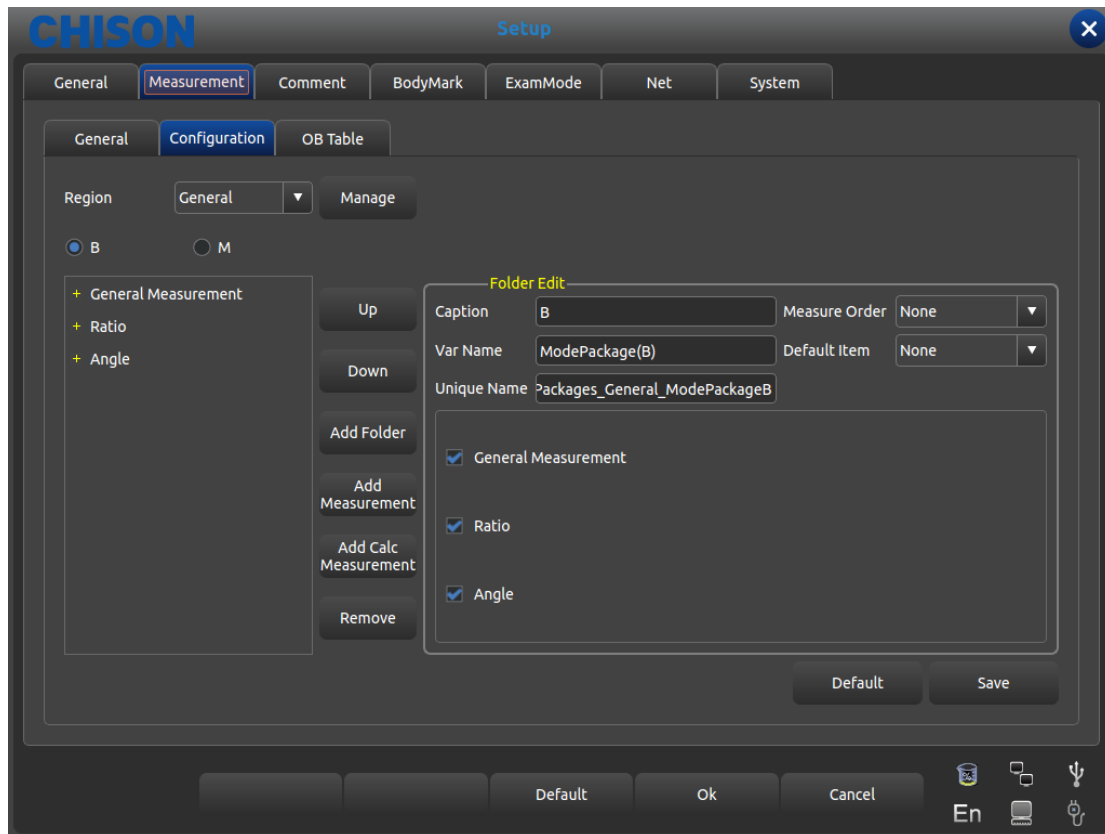 CHISON
Setup
General Measurement Comment BodyMark ExamMode Net System
General Configuration OB Table
Region General Manage
B M
General Measurement
Ratio
Angle
Up
Down
Add Folder
Add
Measurement
Add Calc
Measurement
Remove
Folder Edit
Caption B Measure Order None
Var Name ModePackage(B) Default Item None
Unique Name Packages_General_ModePackageB
General Measurement
Ratio
Angle
Default Save
Default Ok Cancel
En